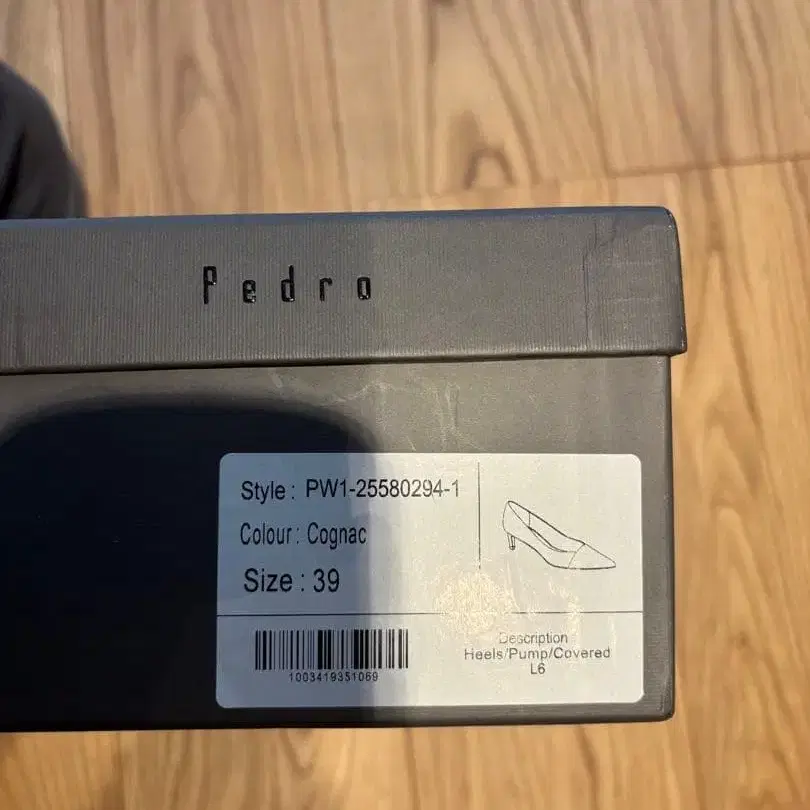 Pedro
Style : PW1-25580294-1
Colour : Cognac
Size : 39
1003419351069
Description
Heels/Pump/Covered
L6